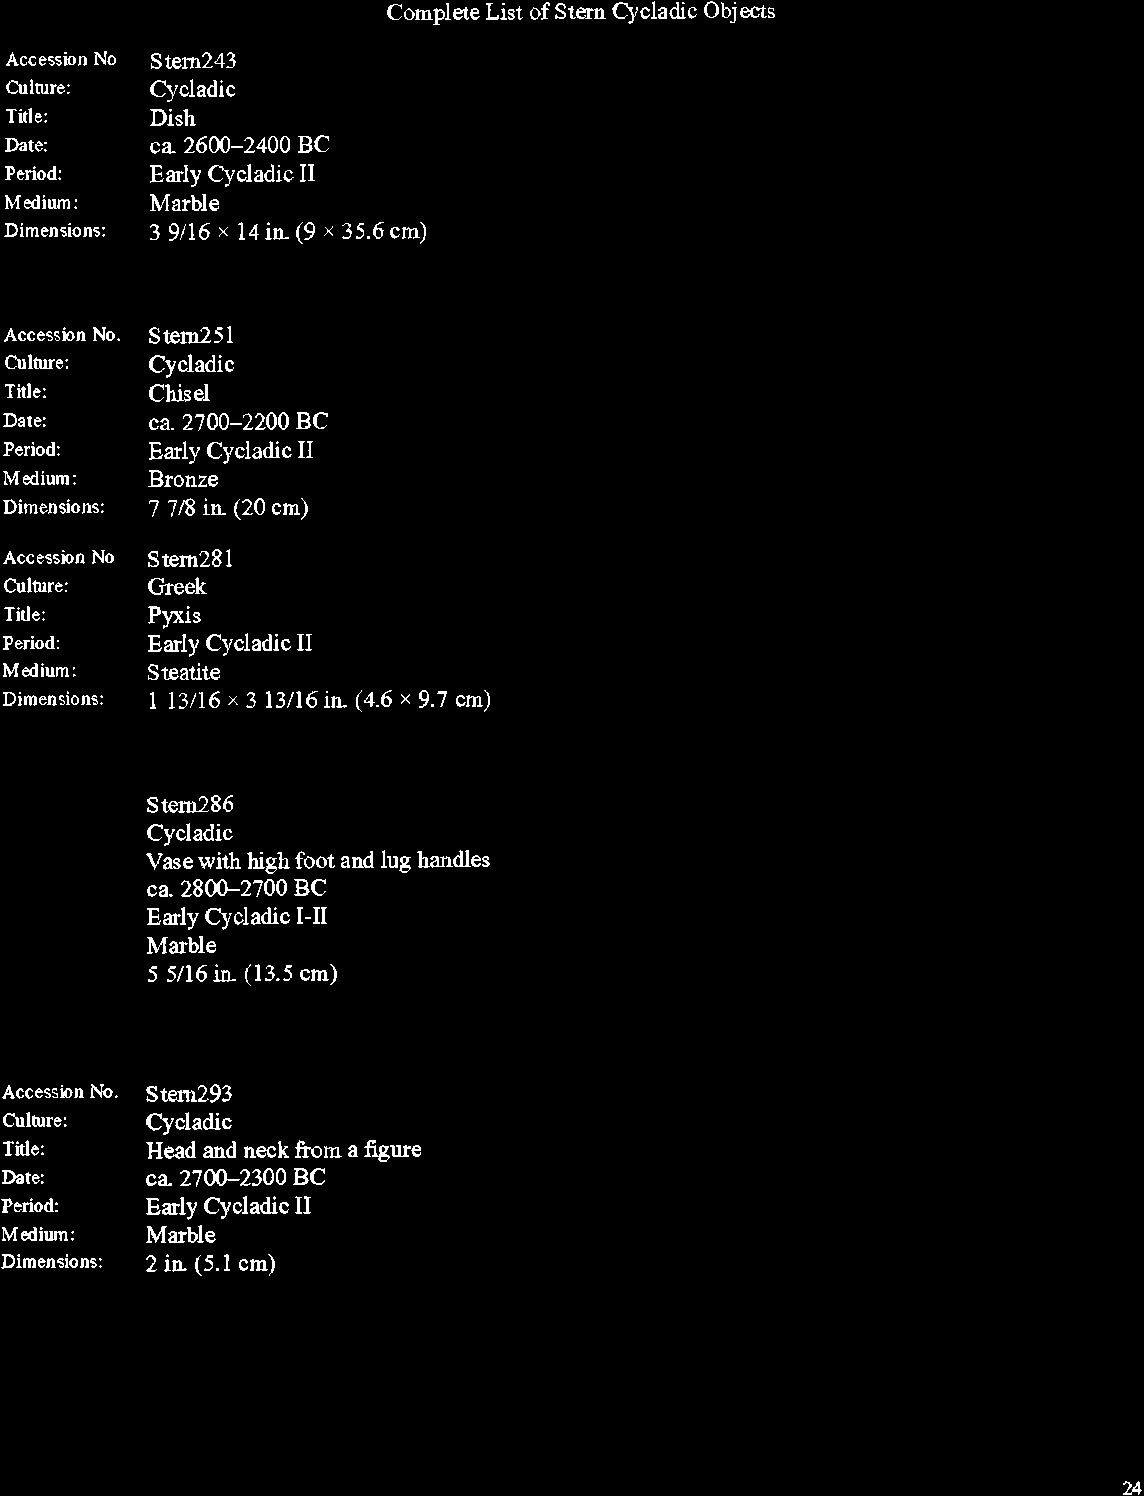 Complete List of Stern Cycladic Objects
Accession No Stern243
Culture: Cycladic
Title: Dish
Date: ca. 2600–2400 BC
Period: Early Cycladic II
Medium: Marble
Dimensions: 3 9/16 × 14 in. (9 × 35.6 cm)
Accession No. Stern251
Culture: Cycladic
Title: Chisel
Date: ca. 2700–2200 BC
Period: Early Cycladic II
Medium: Bronze
Dimensions: 7 7/8 in. (20 cm)
Accession No Stern281
Culture: Greek
Title: Pyxis
Period: Early Cycladic II
Medium: Steatite
Dimensions: 1 13/16 × 3 13/16 in. (4.6 × 9.7 cm)
Stern286
Cycladic
Vase with high foot and lug handles
ca. 2800–2700 BC
Early Cycladic I-II
Marble
5 5/16 in. (13.5 cm)
Accession No. Stern293
Culture: Cycladic
Title: Head and neck from a figure
Date: ca. 2700–2300 BC
Period: Early Cycladic II
Medium: Marble
Dimensions: 2 in. (5.1 cm)
24